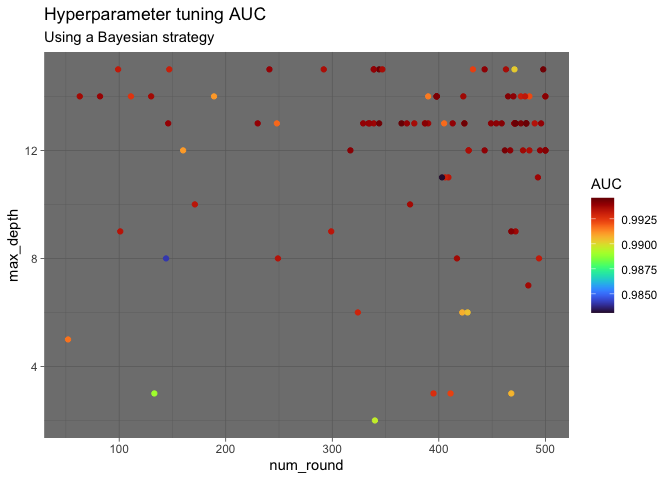 Hyperparameter tuning AUC
Using a Bayesian strategy
max_depth
12
8
4
100
200
300
400
500
num_round
AUC
0.9925
0.9900
0.9875
0.9850